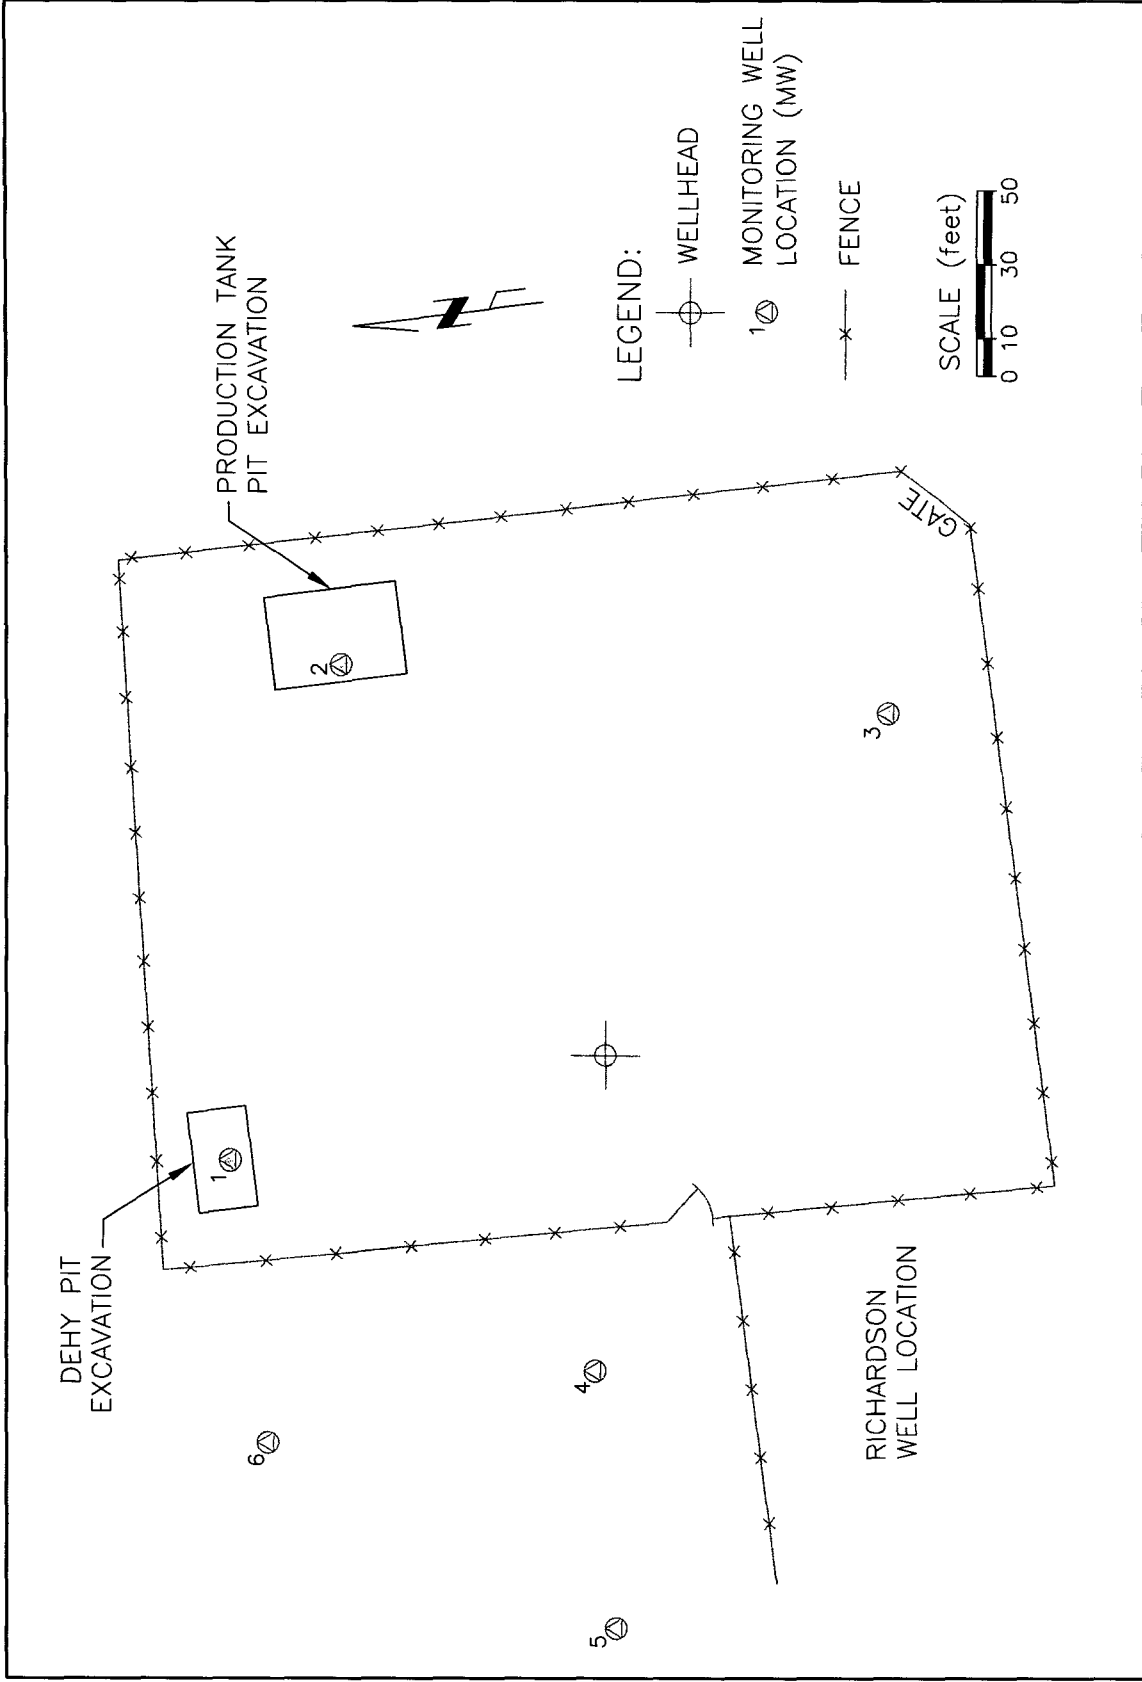 DEHY PIT
EXCAVATION
PRODUCTION TANK
PIT EXCAVATION
1
2
3
4
5
6
GATE
RICHARDSON
WELL LOCATION
N
LEGEND:
WELLHEAD
1 MONITORING WELL
LOCATION (MW)
FENCE
SCALE (feet)
0 10 30 50